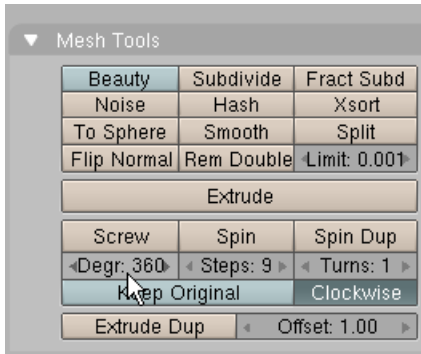 Mesh Tools
Beauty Subdivide Fract Subd
Noise Hash Xsort
To Sphere Smooth Split
Flip Normal Rem Double Limit: 0.001
Extrude
Screw Spin Spin Dup
Degr: 360 Steps: 9 Turns: 1
Keep Original Clockwise
Extrude Dup Offset: 1.00